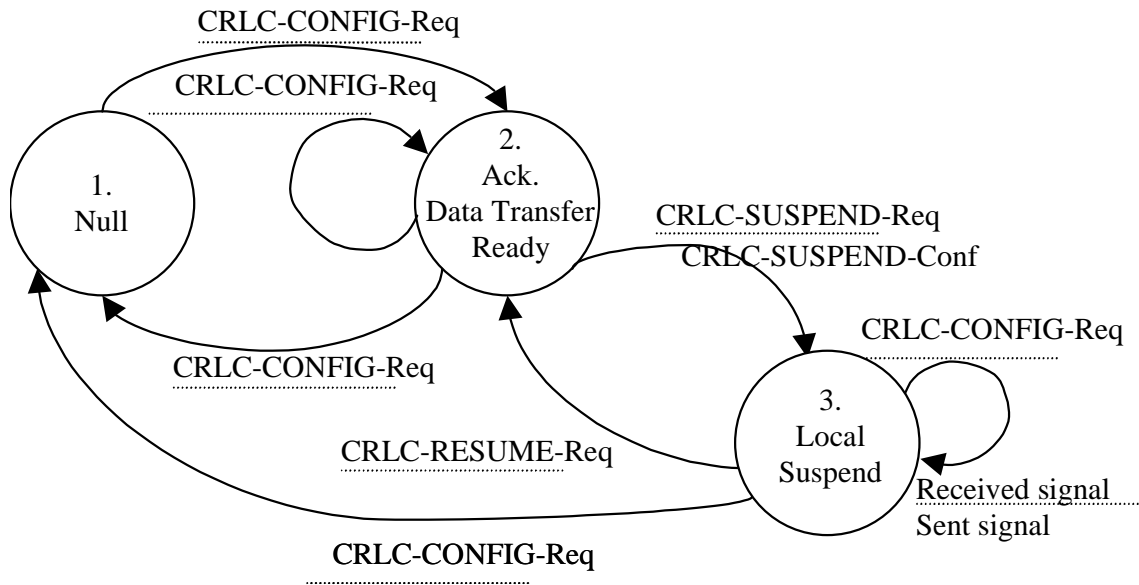 CRLC-CONFIG-Req
CRLC-CONFIG-Req
1.
Null
2.
Ack.
Data Transfer
Ready
CRLC-SUSPEND-Req
CRLC-SUSPEND-Conf
CRLC-CONFIG-Req
CRLC-CONFIG-Req
3.
Local
Suspend
CRLC-RESUME-Req
Received signal
Sent signal
CRLC-CONFIG-Req